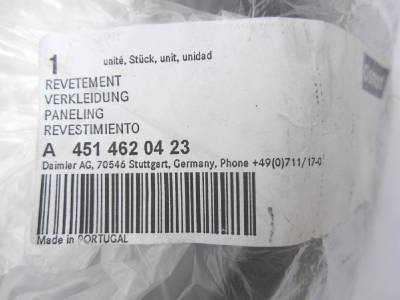 1 unité, Stück, unit, unidad
REVETEMENT
VERKLEIDUNG
PANELING
REVESTIMIENTO
A 451 462 04 23
Daimler AG, 70546 Stuttgart, Germany, Phone +49(0)711/17-0
Made in PORTUGAL